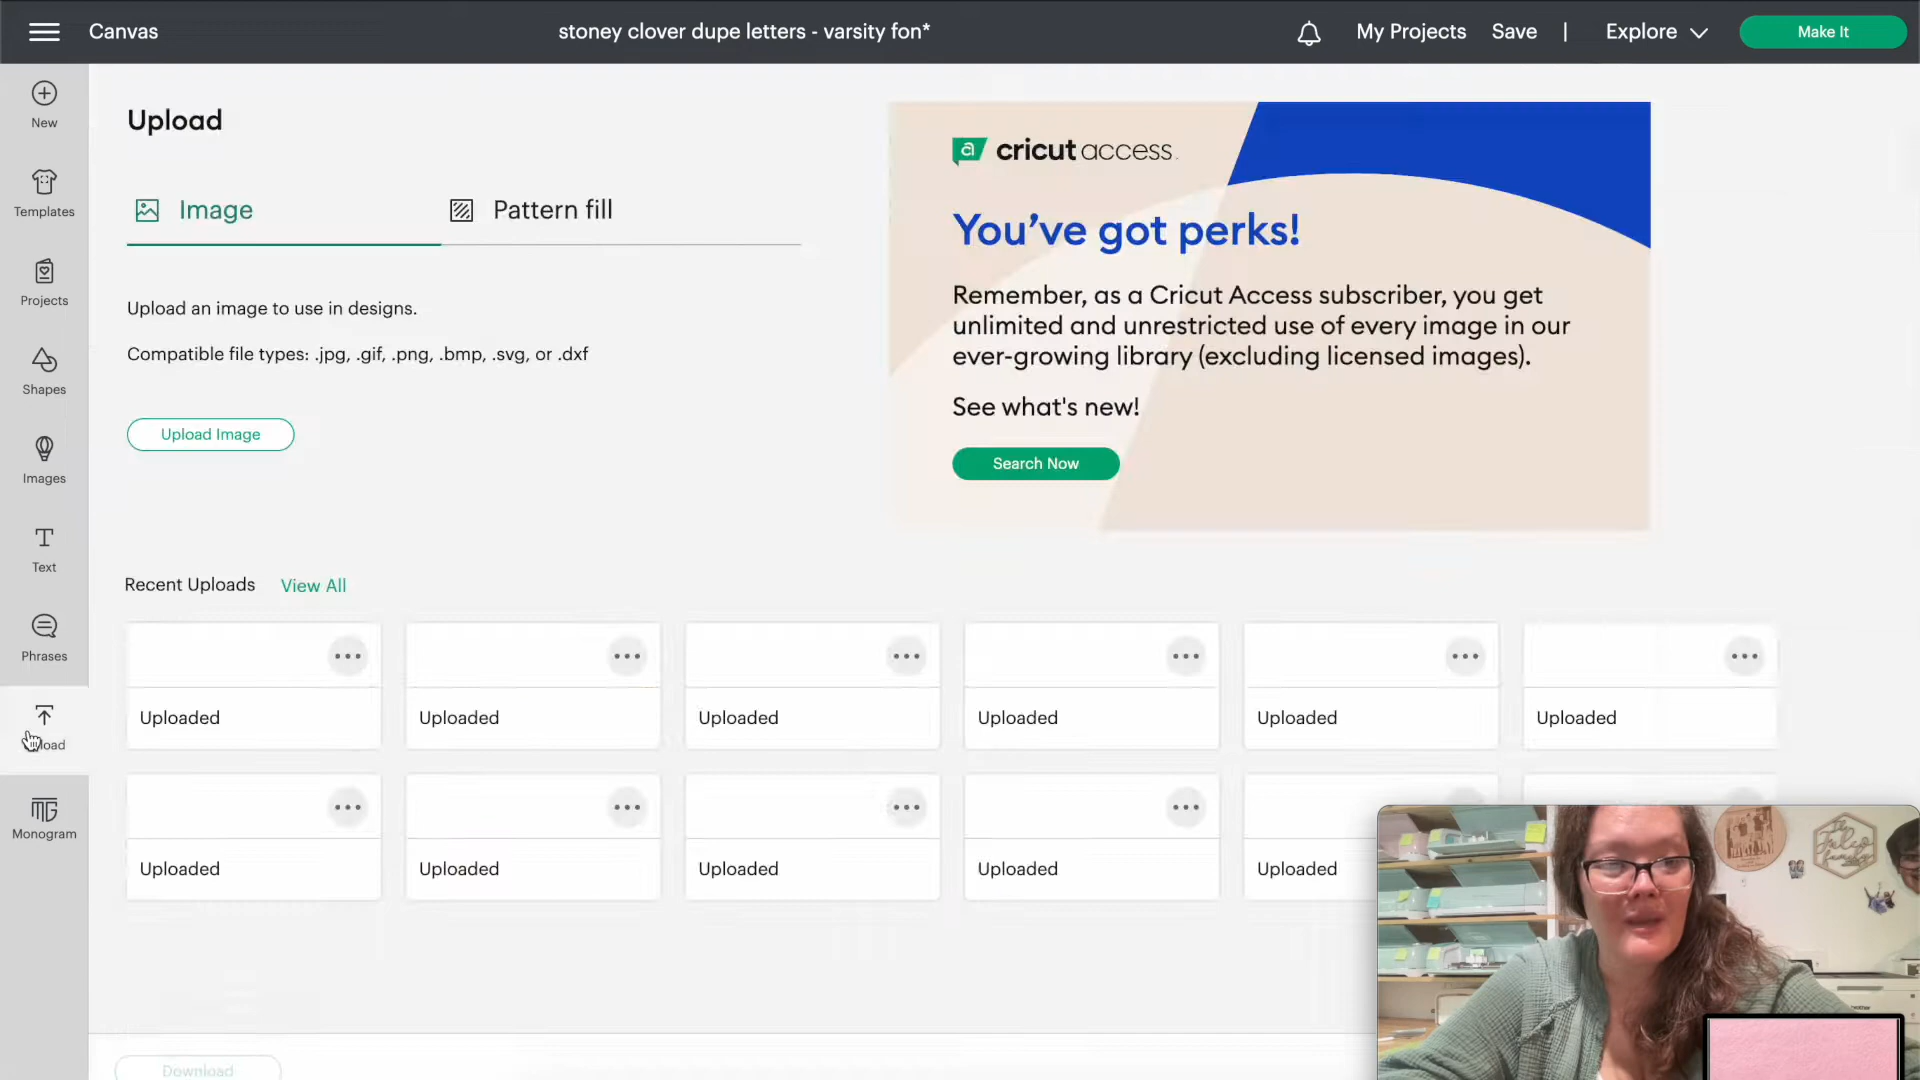 Canvas
stoney clover dupe letters - varsity fon*
My Projects
Save
|
Explore
Make It
New
Templates
Projects
Shapes
Images
Text
Phrases
Monogram
Upload
Image
Pattern fill
Upload an image to use in designs.
Compatible file types: .jpg, .gif, .png, .bmp, .svg, or .dxf
Upload Image
a cricut access
You've got perks!
Remember, as a Cricut Access subscriber, you get
unlimited and unrestricted use of every image in our
ever-growing library (excluding licensed images).
See what's new!
Search Now
Recent Uploads
View All
Uploaded
Uploaded
Uploaded
Uploaded
Uploaded
Uploaded
Uploaded
Uploaded
Uploaded
Uploaded
Uploaded
Download